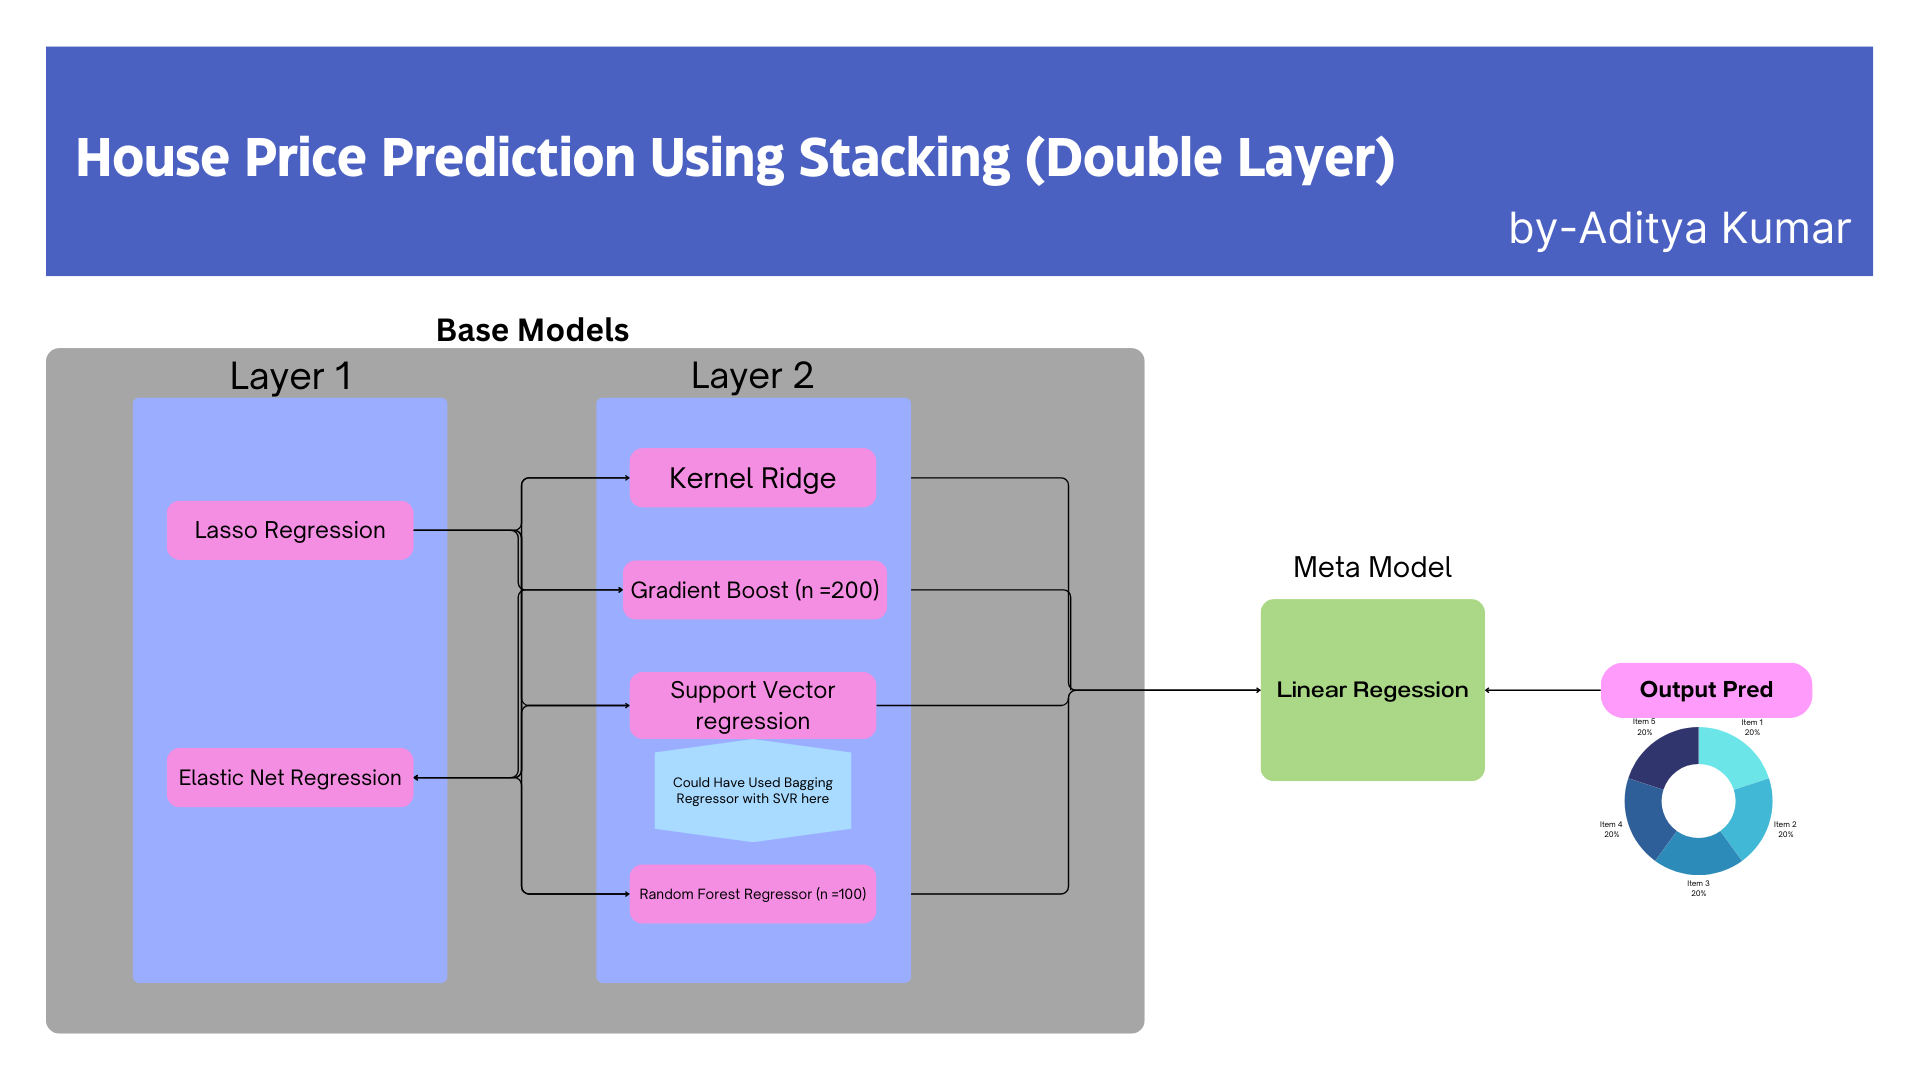 House Price Prediction Using Stacking (Double Layer)
by-Aditya Kumar
Base Models
Layer 1
Layer 2
Lasso Regression
Elastic Net Regression
Kernel Ridge
Gradient Boost (n =200)
Support Vector
regression
Could Have Used Bagging
Regressor with SVR here
Random Forest Regressor (n =100)
Meta Model
Linear Regession
Output Pred
Item 5
20%
Item 1
20%
Item 4
20%
Item 2
20%
Item 3
20%